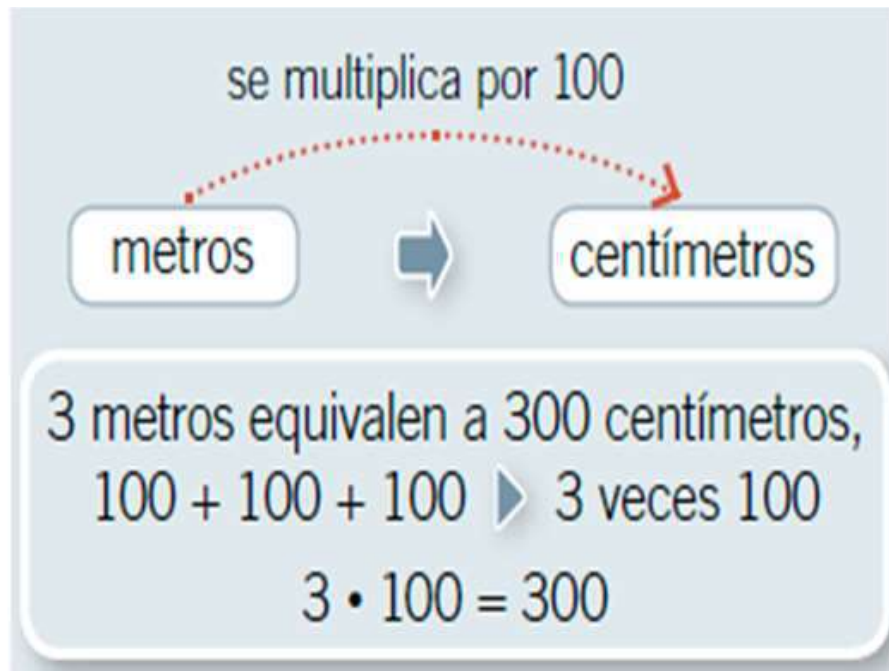 se multiplica por 100
metros
centímetros
3 metros equivalen a 300 centímetros,
100 + 100 + 100 ▶ 3 veces 100
3 • 100 = 300